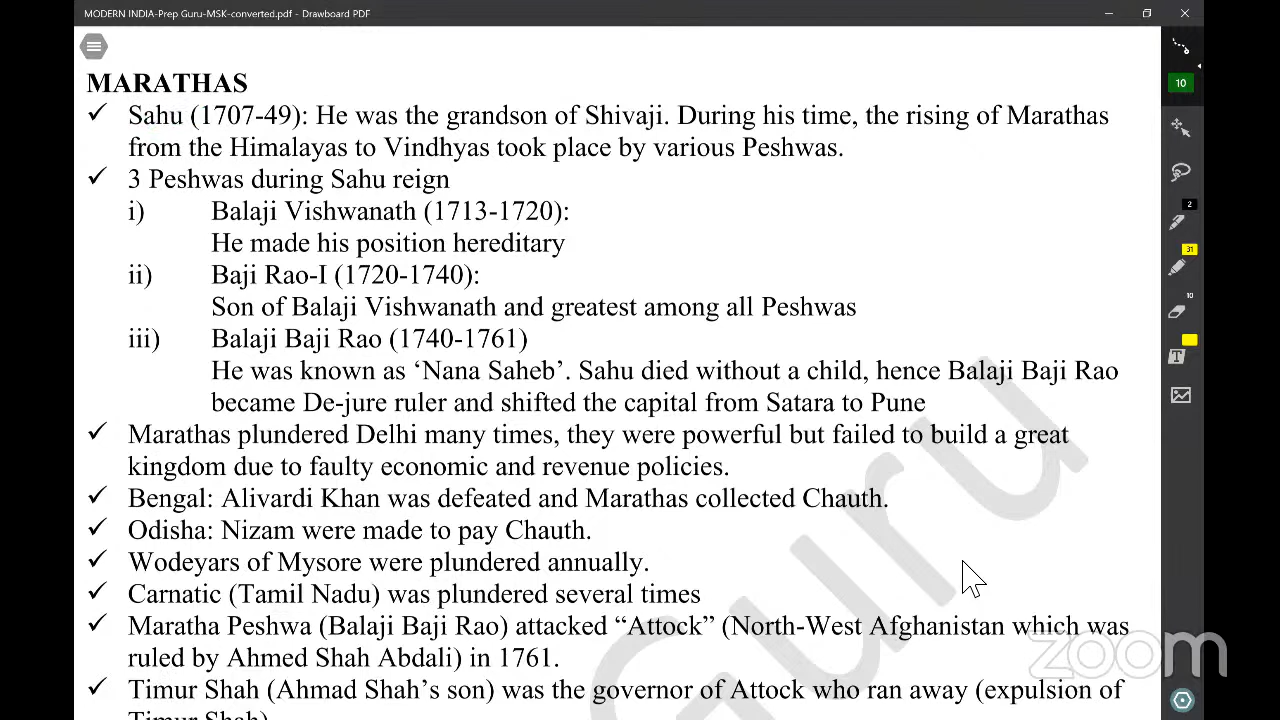 MODERN INDIA-Prep Guru-MSK-converted.pdf - Drawboard PDF
10
MARATHAS
✓ Sahu (1707-49): He was the grandson of Shivaji. During his time, the rising of Marathas
from the Himalayas to Vindhyas took place by various Peshwas.
✓ 3 Peshwas during Sahu reign
i) Balaji Vishwanath (1713-1720):
He made his position hereditary
ii) Baji Rao-I (1720-1740):
Son of Balaji Vishwanath and greatest among all Peshwas
iii) Balaji Baji Rao (1740-1761)
He was known as ‘Nana Saheb’. Sahu died without a child, hence Balaji Baji Rao
became De-jure ruler and shifted the capital from Satara to Pune
✓ Marathas plundered Delhi many times, they were powerful but failed to build a great
kingdom due to faulty economic and revenue policies.
✓ Bengal: Alivardi Khan was defeated and Marathas collected Chauth.
✓ Odisha: Nizam were made to pay Chauth.
✓ Wodeyars of Mysore were plundered annually.
✓ Carnatic (Tamil Nadu) was plundered several times
✓ Maratha Peshwa (Balaji Baji Rao) attacked “Attock” (North-West Afghanistan which was
ruled by Ahmed Shah Abdali) in 1761.
✓ Timur Shah (Ahmad Shah’s son) was the governor of Attock who ran away (expulsion of
Timur Shah)
Guru
zoom
2
31
10
T